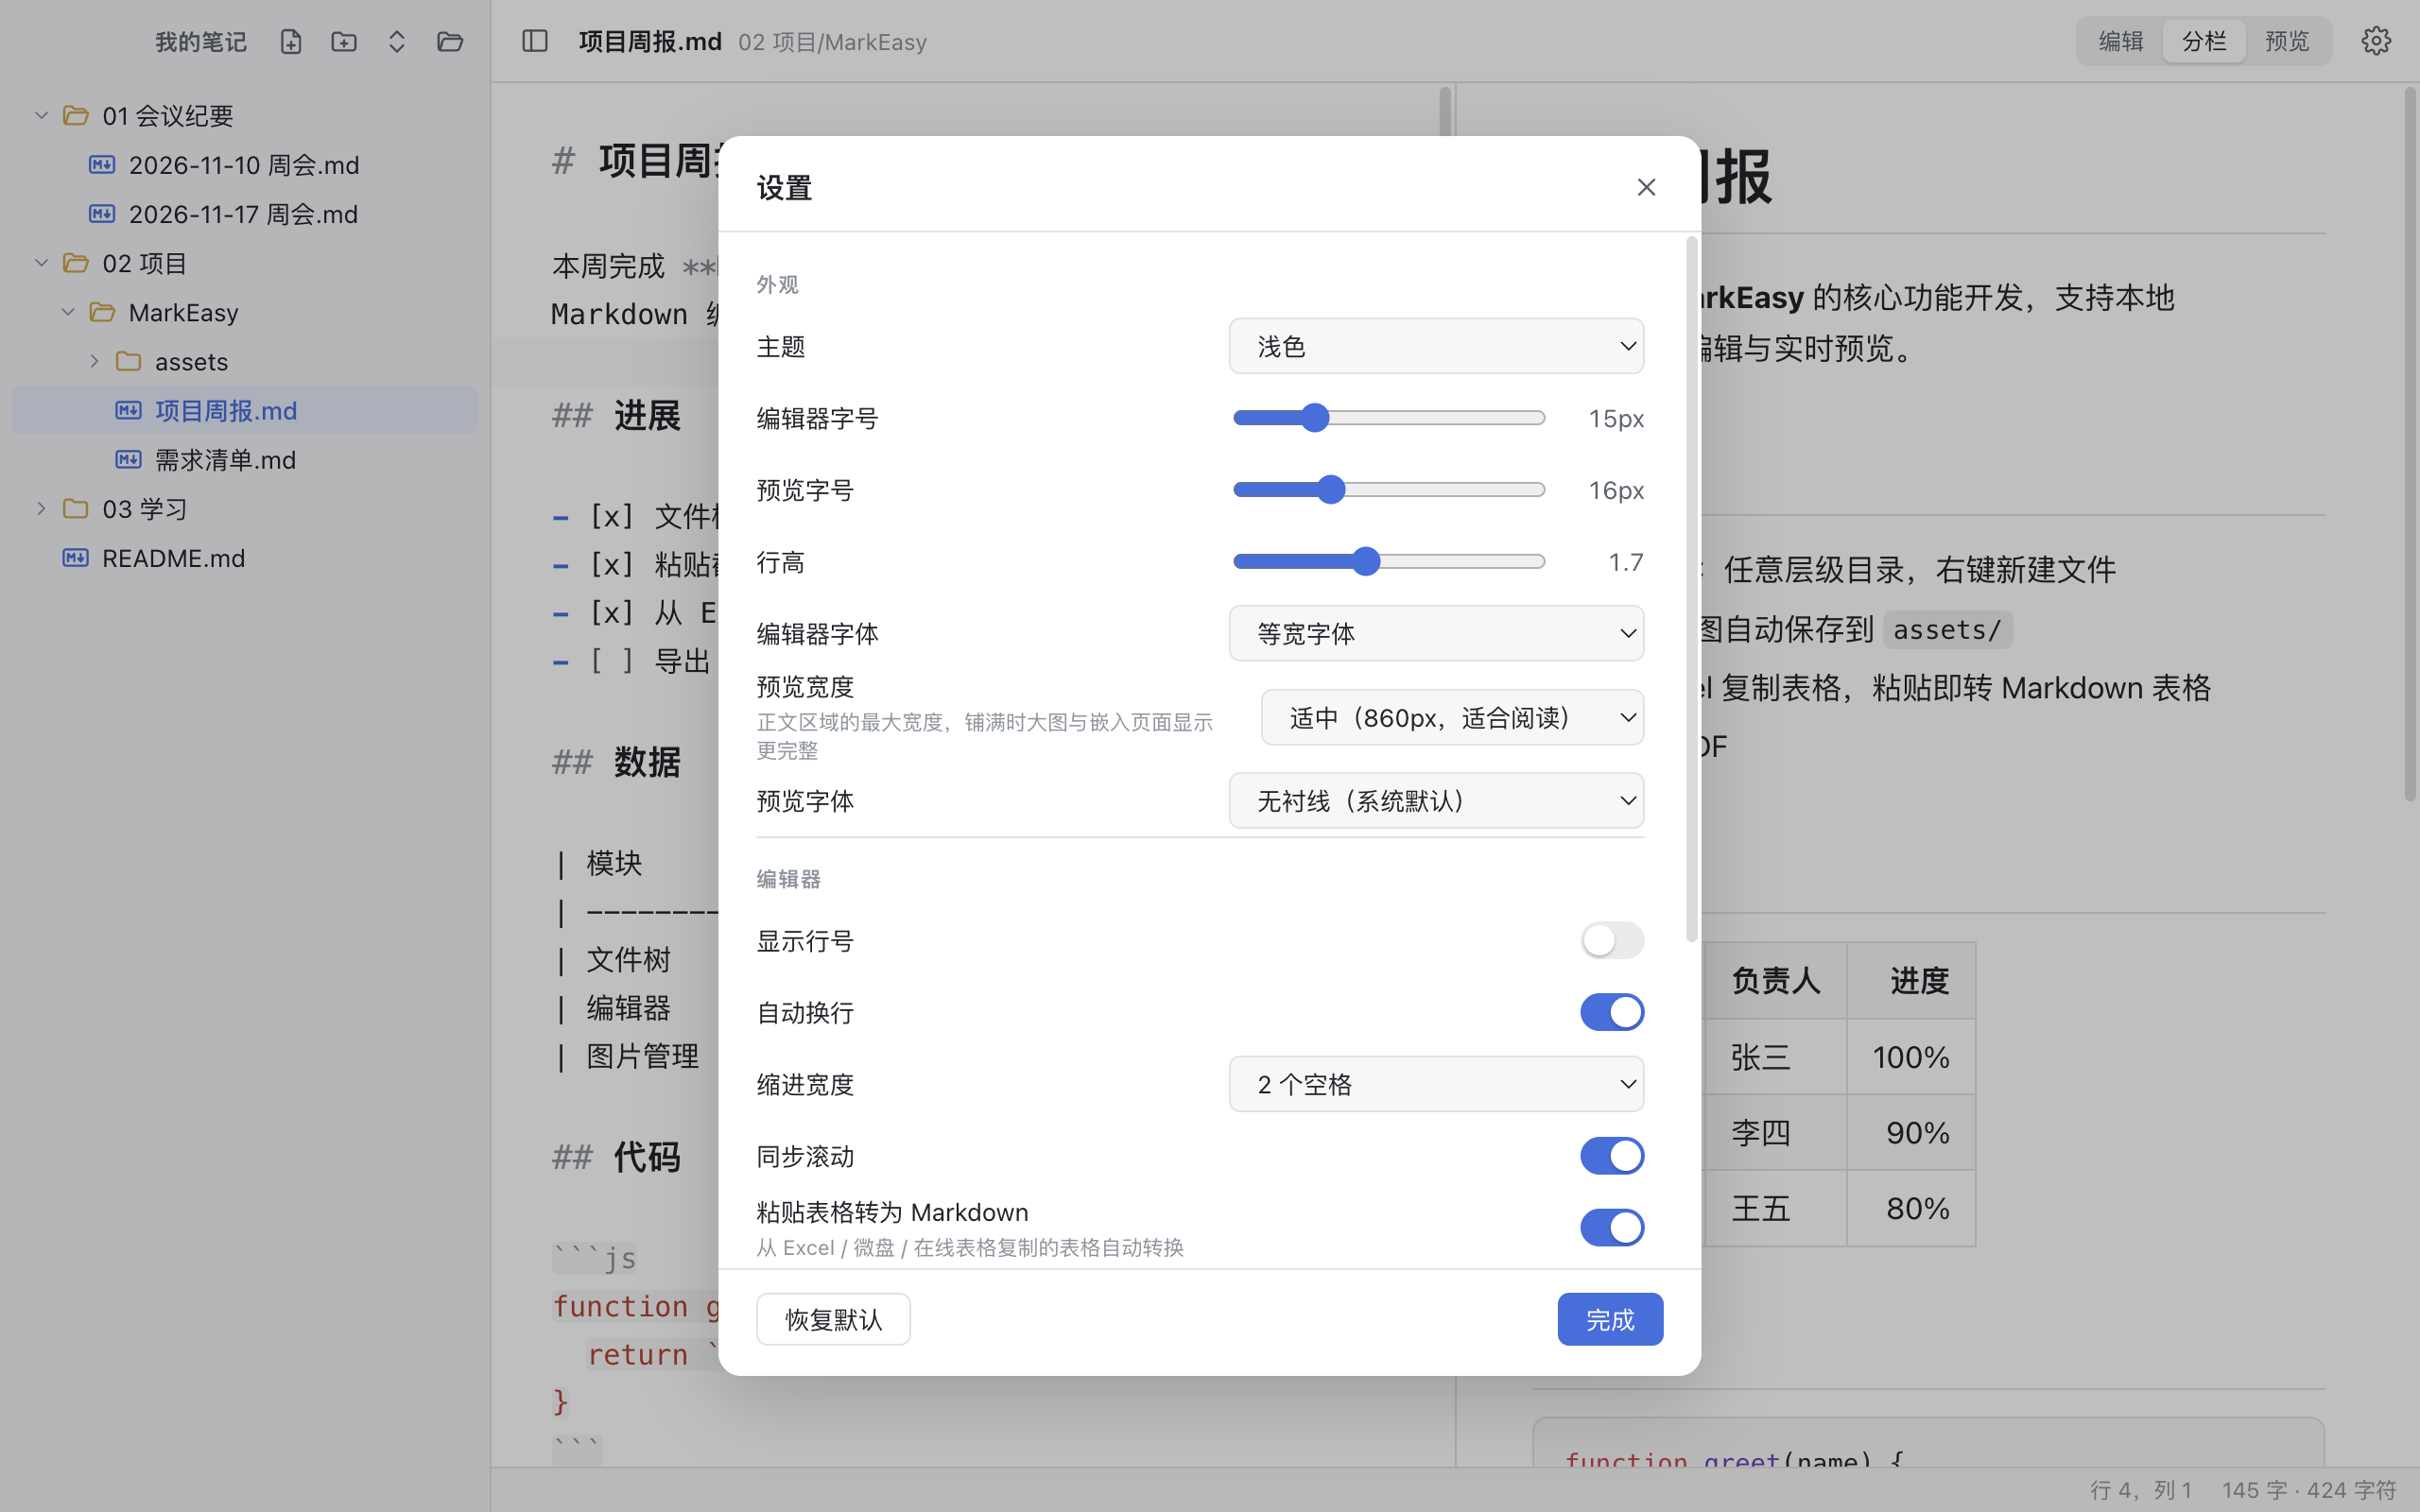 我的笔记
01 会议纪要
2026-11-10 周会.md
2026-11-17 周会.md
02 项目
MarkEasy
assets
项目周报.md
需求清单.md
03 学习
README.md
项目周报.md 02 项目/MarkEasy
编辑 分栏 预览
# 项目周
本周完成 **
Markdown
## 进展
- [x] 文件
- [x] 粘贴
- [x] 从 E
- [ ] 导出
## 数据
| 模块
| ---------
| 文件树
| 编辑器
| 图片管理
## 代码
```js
function g
return `
}
```
设置
外观
主题 浅色
编辑器字号 15px
预览字号 16px
行高 1.7
编辑器字体 等宽字体
预览宽度
正文区域的最大宽度，铺满时大图与嵌入页面显示
更完整
适中（860px，适合阅读）
预览字体 无衬线（系统默认）
编辑器
显示行号
自动换行
缩进宽度 2 个空格
同步滚动
粘贴表格转为 Markdown
从 Excel / 微盘 / 在线表格复制的表格自动转换
恢复默认 完成
报
arkEasy 的核心功能开发，支持本地
编辑与实时预览。
任意层级目录，右键新建文件
图自动保存到 assets/
el 复制表格，粘贴即转 Markdown 表格
DF
负责人 进度
张三 100%
李四 90%
王五 80%
function greet(name) {
行 4，列 1 145 字 · 424 字符